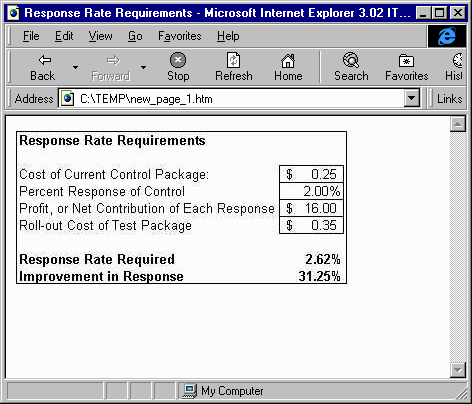 Response Rate Requirements - Microsoft Internet Explorer 3.02 IT...
File Edit View Go Favorites Help
Back Forward Stop Refresh Home Search Favorites Hist
Address C:\TEMP\new_page_1.htm Links
Response Rate Requirements
Cost of Current Control Package: $ 0.25
Percent Response of Control 2.00%
Profit, or Net Contribution of Each Response $ 16.00
Roll-out Cost of Test Package $ 0.35
Response Rate Required 2.62%
Improvement in Response 31.25%
My Computer